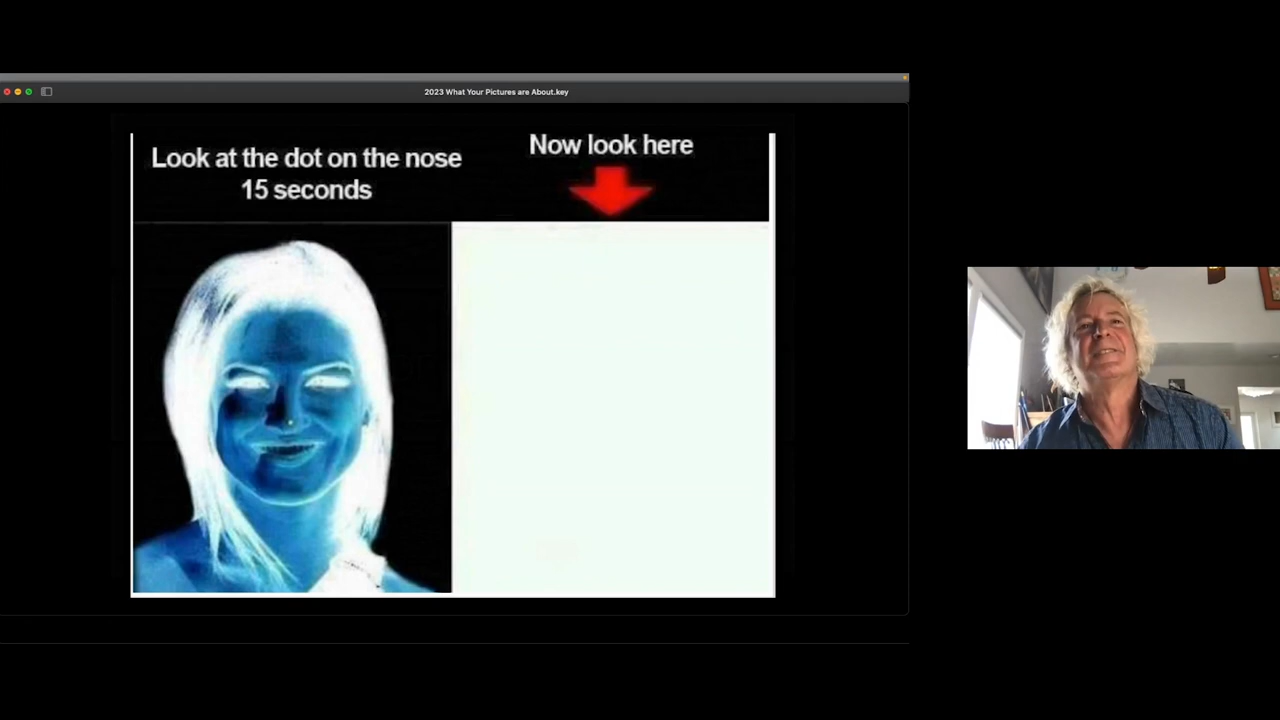 2023 What Your Pictures are About.key
Look at the dot on the nose
15 seconds
Now look here